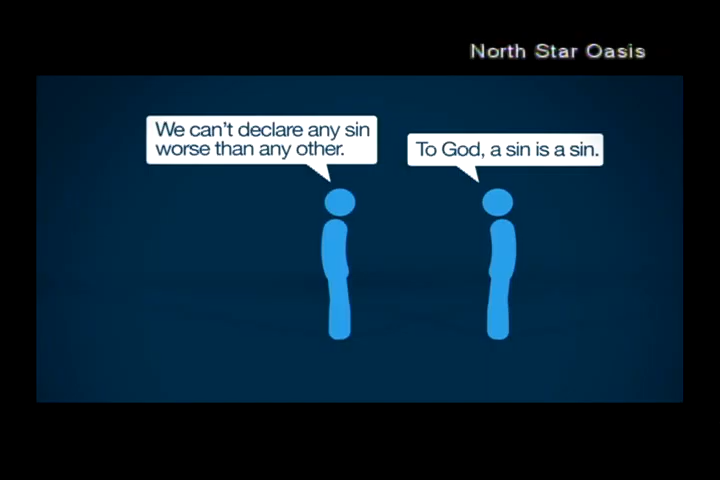 North Star Oasis
We can't declare any sin
worse than any other.
To God, a sin is a sin.